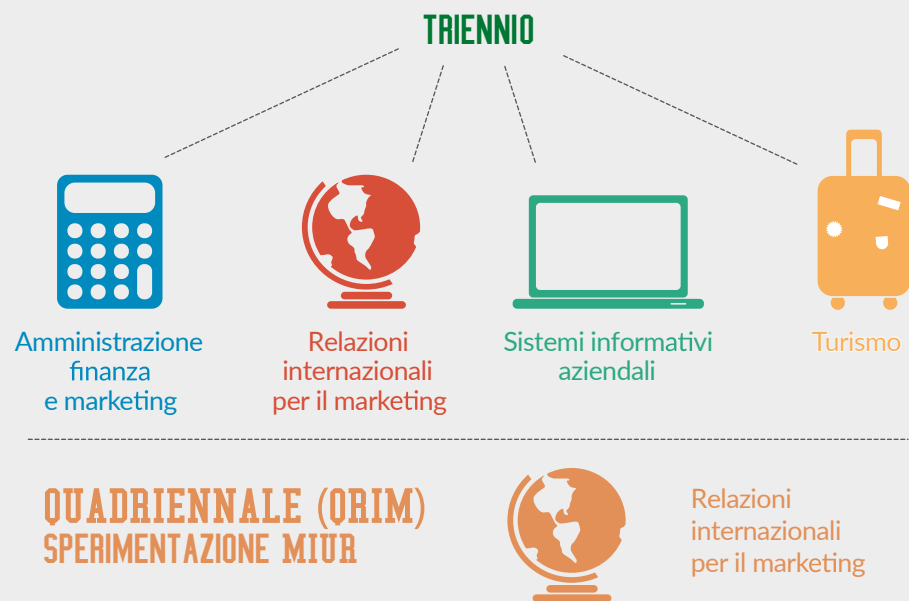 TRIENNIO
Amministrazione
finanza
e marketing
Relazioni
internazionali
per il marketing
Sistemi informativi
aziendali
Turismo
QUADRIENNALE (QRIM)
SPERIMENTAZIONE MIUR
Relazioni
internazionali
per il marketing